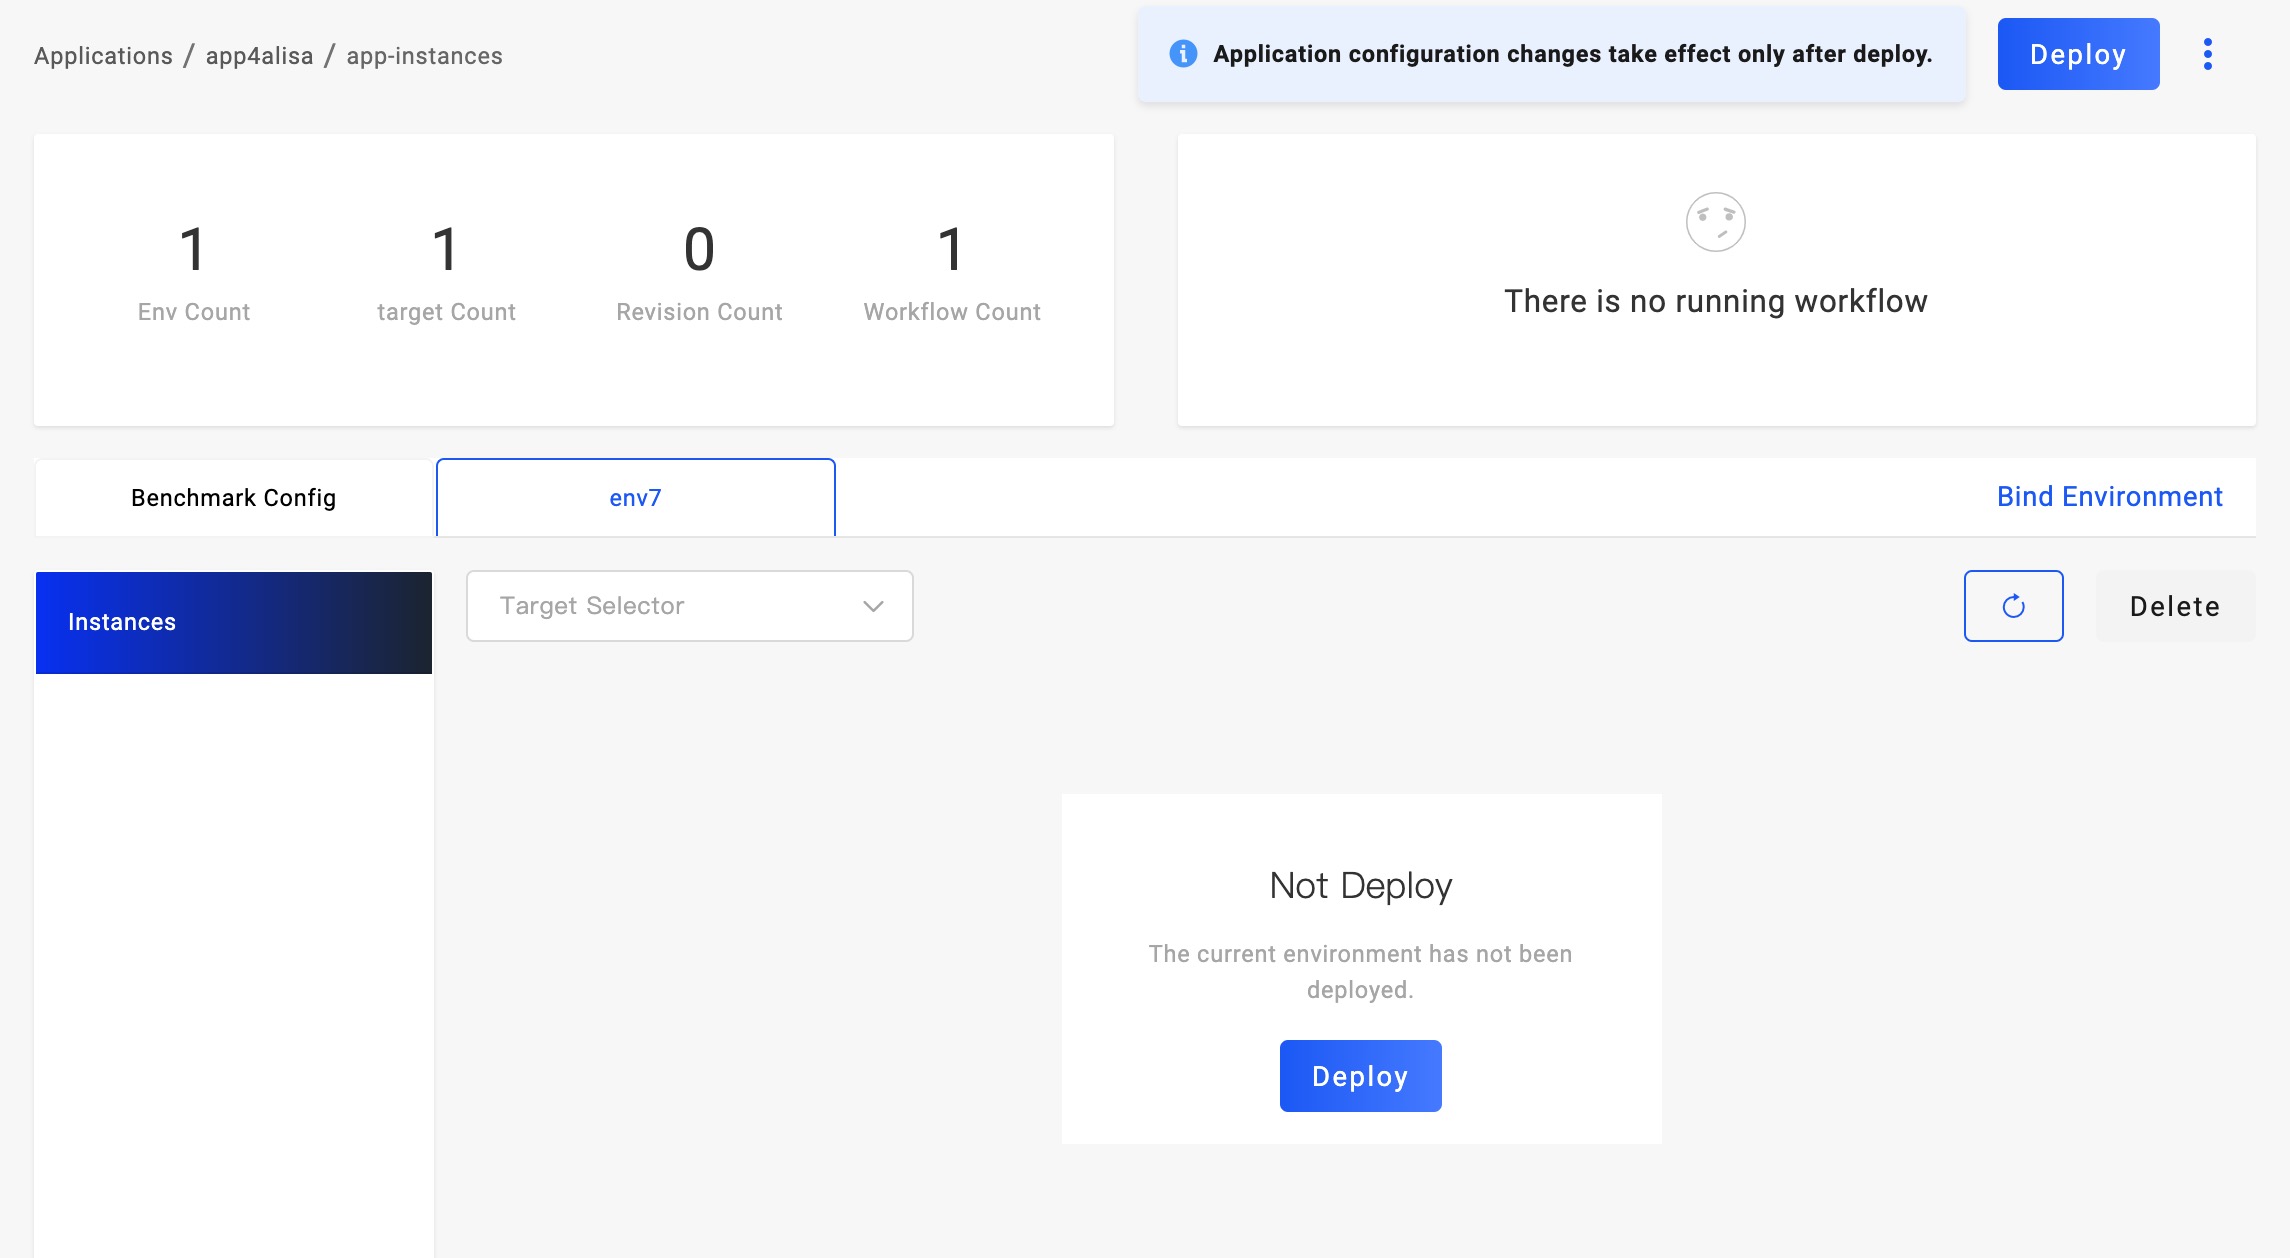 Applications / app4alisa / app-instances
Application configuration changes take effect only after deploy.
Deploy
1
Env Count
1
target Count
0
Revision Count
1
Workflow Count
There is no running workflow
Benchmark Config
env7
Bind Environment
Instances
Target Selector
Delete
Not Deploy
The current environment has not been
deployed.
Deploy